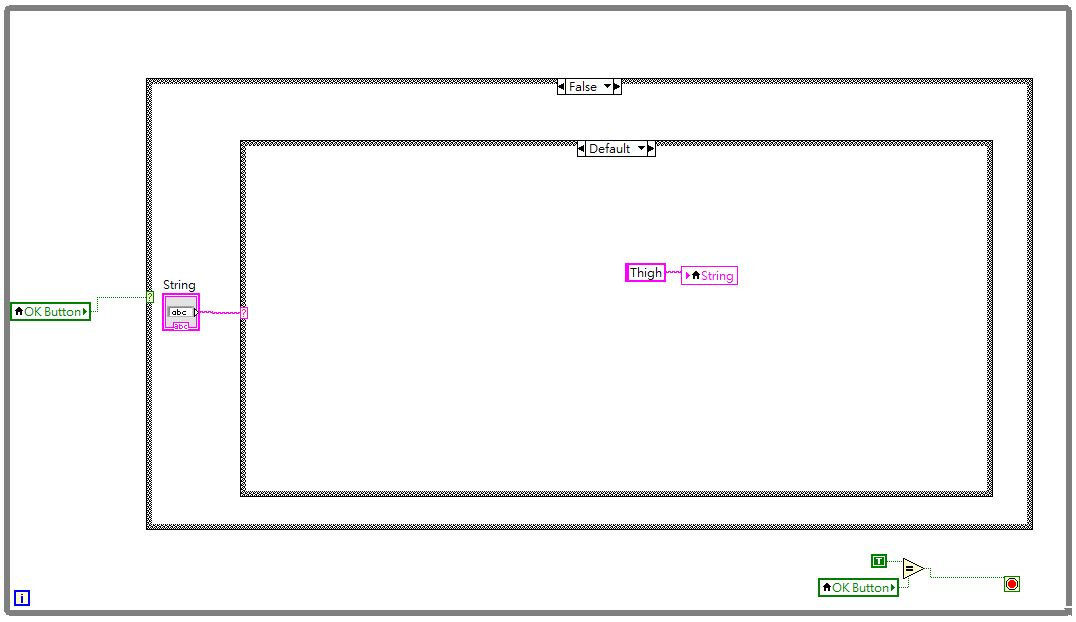 False
Default
Thigh
String
String
abc
abc
OK Button
?
?
T
=
OK Button
i